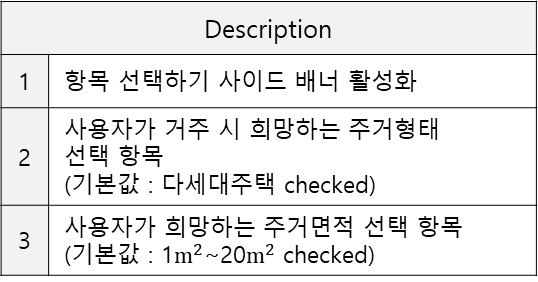 Description
1 항목 선택하기 사이드 배너 활성화
2 사용자가 거주 시 희망하는 주거형태
선택 항목
(기본값 : 다세대주택 checked)
3 사용자가 희망하는 주거면적 선택 항목
(기본값 : 1m²~20m² checked)